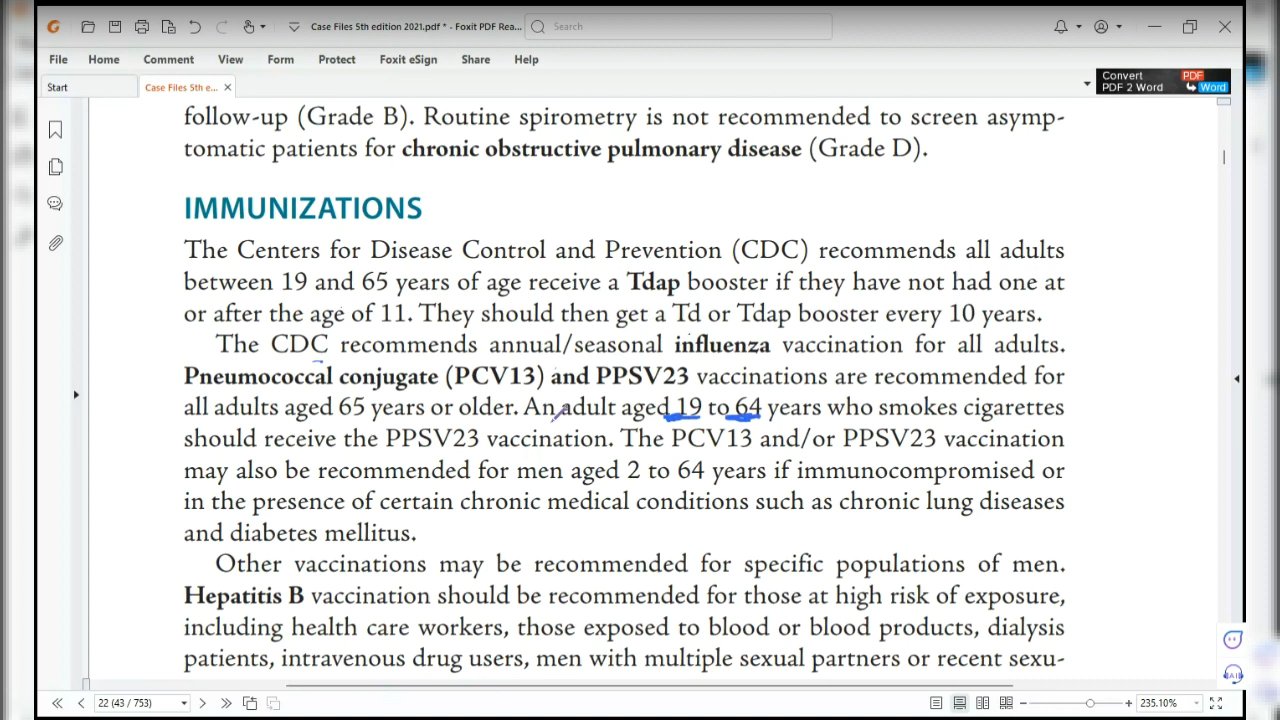 Case Files 5th edition 2021.pdf * - Foxit PDF Rea...
Search
File Home Comment View Form Protect Foxit eSign Share Help
Start
Case Files 5th e...
Convert PDF
PDF 2 Word Word
follow-up (Grade B). Routine spirometry is not recommended to screen asymp-
tomatic patients for chronic obstructive pulmonary disease (Grade D).
IMMUNIZATIONS
The Centers for Disease Control and Prevention (CDC) recommends all adults
between 19 and 65 years of age receive a Tdap booster if they have not had one at
or after the age of 11. They should then get a Td or Tdap booster every 10 years.
The CDC recommends annual/seasonal influenza vaccination for all adults.
Pneumococcal conjugate (PCV13) and PPSV23 vaccinations are recommended for
all adults aged 65 years or older. An adult aged 19 to 64 years who smokes cigarettes
should receive the PPSV23 vaccination. The PCV13 and/or PPSV23 vaccination
may also be recommended for men aged 2 to 64 years if immunocompromised or
in the presence of certain chronic medical conditions such as chronic lung diseases
and diabetes mellitus.
Other vaccinations may be recommended for specific populations of men.
Hepatitis B vaccination should be recommended for those at high risk of exposure,
including health care workers, those exposed to blood or blood products, dialysis
patients, intravenous drug users, men with multiple sexual partners or recent sexu-
22 (43 / 753)
235.10%